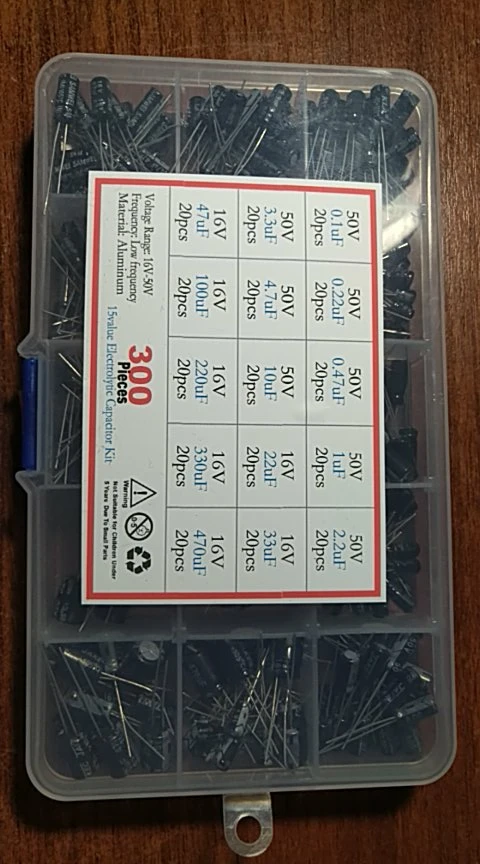 50V
0.1uF
20pcs
50V
0.22uF
20pcs
50V
0.47uF
20pcs
50V
1uF
20pcs
50V
2.2uF
20pcs
50V
3.3uF
20pcs
50V
4.7uF
20pcs
50V
10uF
20pcs
16V
22uF
20pcs
16V
33uF
20pcs
16V
47uF
20pcs
16V
100uF
20pcs
16V
220uF
20pcs
16V
330uF
20pcs
16V
470uF
20pcs
Voltage Range: 16V-50V
Frequency: Low frequency
Material: Aluminum
300
Pieces
15value Electrolytic Capacitor Kit
Warning
Not Suitable for Children Under
5 Years Due To Small Parts